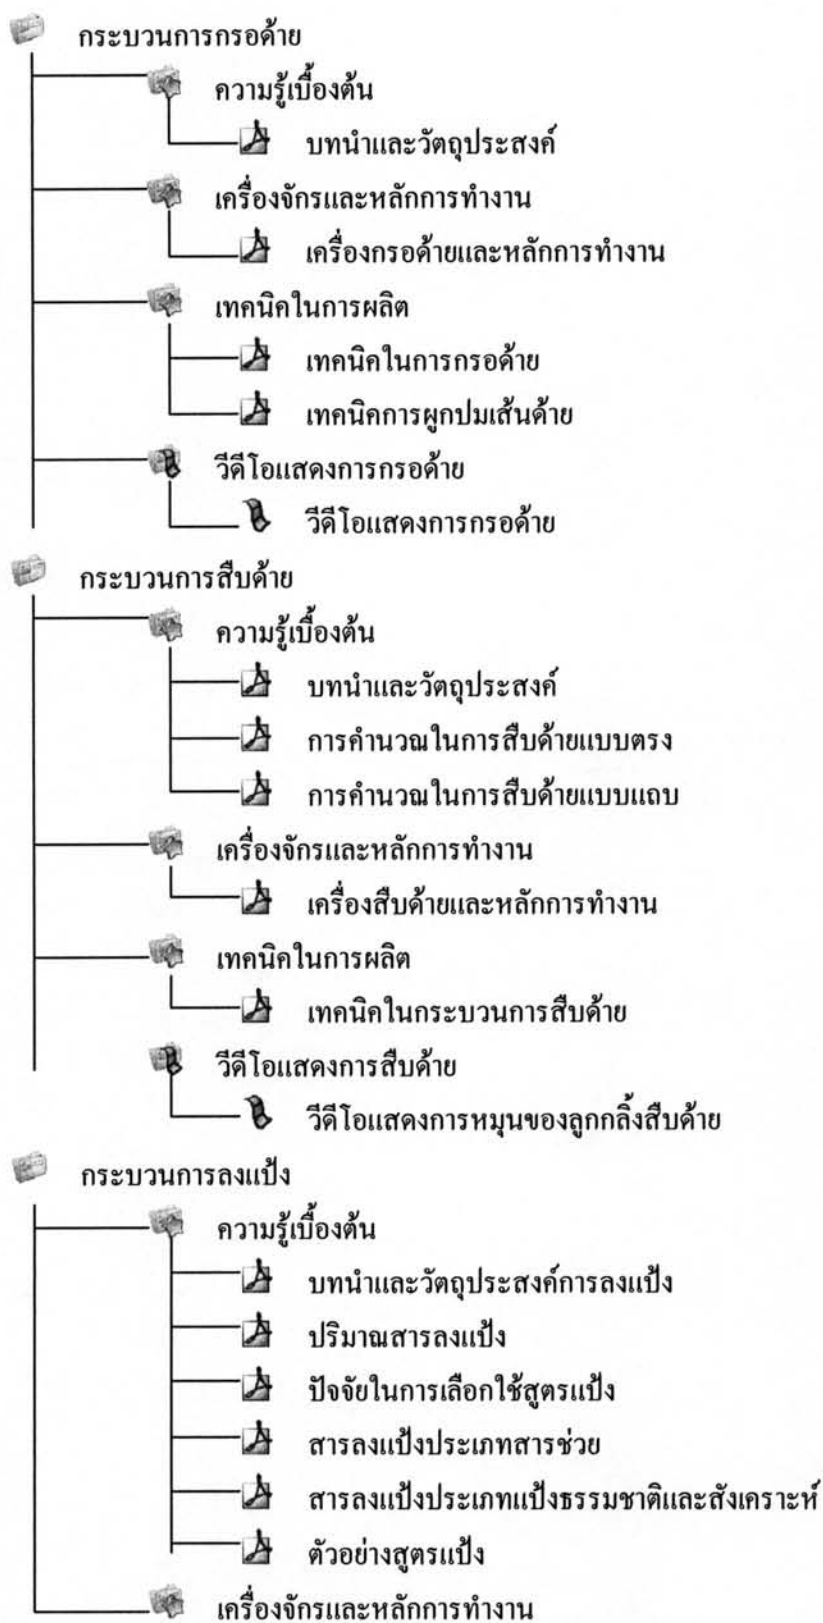 กระบวนการกรอด้าย
ความรู้เบื้องต้น
บทนำและวัตถุประสงค์
เครื่องจักรและหลักการทำงาน
เครื่องกรอด้ายและหลักการทำงาน
เทคนิคในการผลิต
เทคนิคในการกรอด้าย
เทคนิคการผูกปมเส้นด้าย
วีดีโอแสดงการกรอด้าย
วีดีโอแสดงการกรอด้าย
กระบวนการสืบด้าย
ความรู้เบื้องต้น
บทนำและวัตถุประสงค์
การคำนวณในการสืบด้ายแบบตรง
การคำนวณในการสืบด้ายแบบแถบ
เครื่องจักรและหลักการทำงาน
เครื่องสืบด้ายและหลักการทำงาน
เทคนิคในการผลิต
เทคนิคในกระบวนการสืบด้าย
วีดีโอแสดงการสืบด้าย
วีดีโอแสดงการหมุนของลูกกลิ้งสืบด้าย
กระบวนการลงแป้ง
ความรู้เบื้องต้น
บทนำและวัตถุประสงค์การลงแป้ง
ปริมาณสารลงแป้ง
ปัจจัยในการเลือกใช้สูตรแป้ง
สารลงแป้งประเภทสารช่วย
สารลงแป้งประเภทแป้งธรรมชาติและสังเคราะห์
ตัวอย่างสูตรแป้ง
เครื่องจักรและหลักการทำงาน